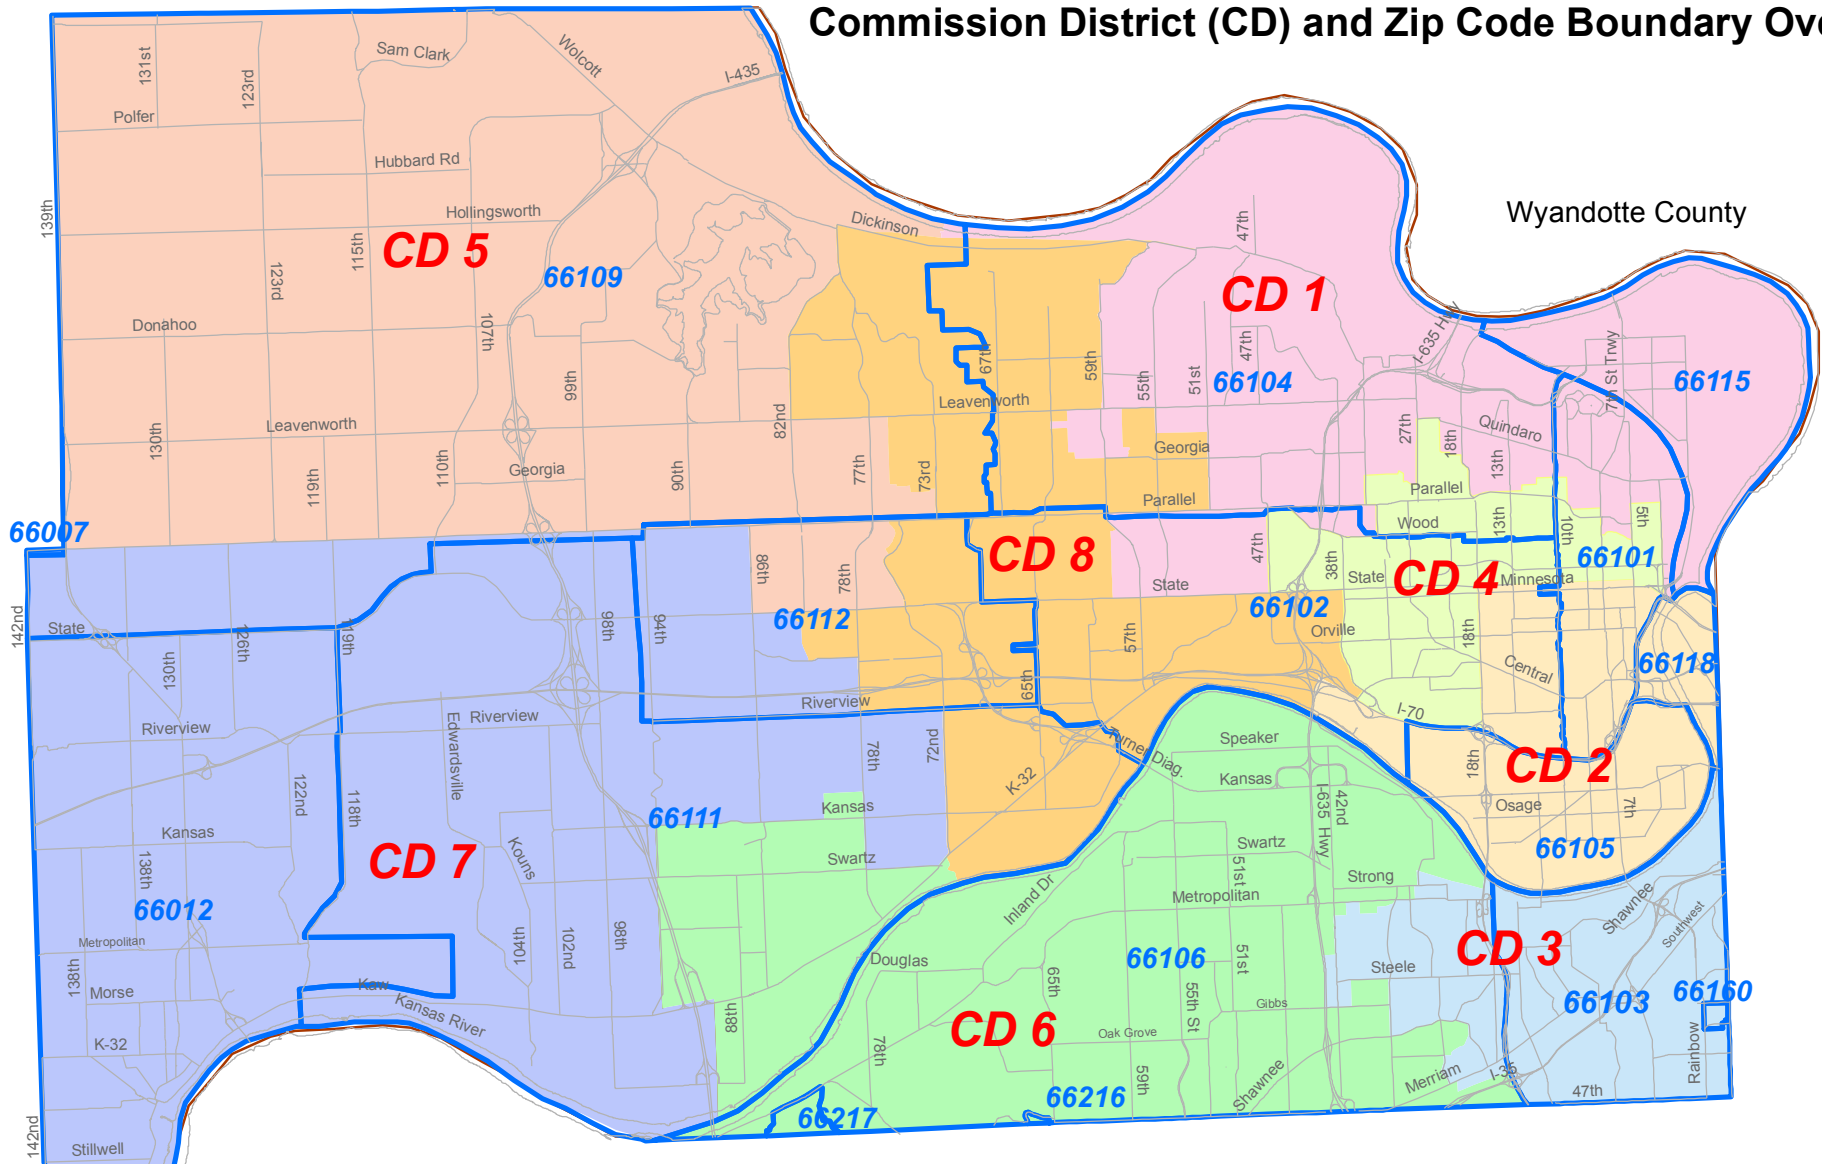 Commission District (CD) and Zip Code Boundary Ov
Wyandotte County
131st
123rd
Sam Clark
Wolcott
I-435
Polfer
Hubbard Rd
139th
Hollingsworth
115th
CD 5
123rd
66109
Dickinson
47th
CD 1
Donahoo
107th
99th
82nd
67th
59th
55th
51st
47th
66104
I-635 Hwy
7th St Trwy
66115
Leavenworth
Leavenworth
130th
119th
110th
Georgia
90th
77th
73rd
Georgia
27th
18th
Quindaro
13th
Parallel
Parallel
Wood
13th
10th
5th
66007
CD 8
66101
142nd
State
126th
130th
119th
98th
94th
86th
78th
66112
State
47th
38th
State
CD 4
Minnesota
66102
Orville
18th
57th
Central
66118
65th
Riverview
Riverview
Riverview
Edwardsville
I-70
72nd
78th
Turner Diag.
Speaker
Kansas
18th
CD 2
K-32
I-635 Hwy
42nd
Osage
7th
122nd
118th
66111
Kansas
Kansas
66105
CD 7
138th
Kouns
Swartz
Swartz
51st
Strong
66012
Inland Dr
Metropolitan
Shawnee
Southwest
Metropolitan
104th
102nd
98th
Douglas
66106
51st
CD 3
Steele
138th
Morse
Kaw
Kansas River
88th
65th
55th St
Gibbs
66103
66160
CD 6
Oak Grove
K-32
78th
59th
Shawnee
Merriam
Rainbow
47th
66217
66216
142nd
Stillwell